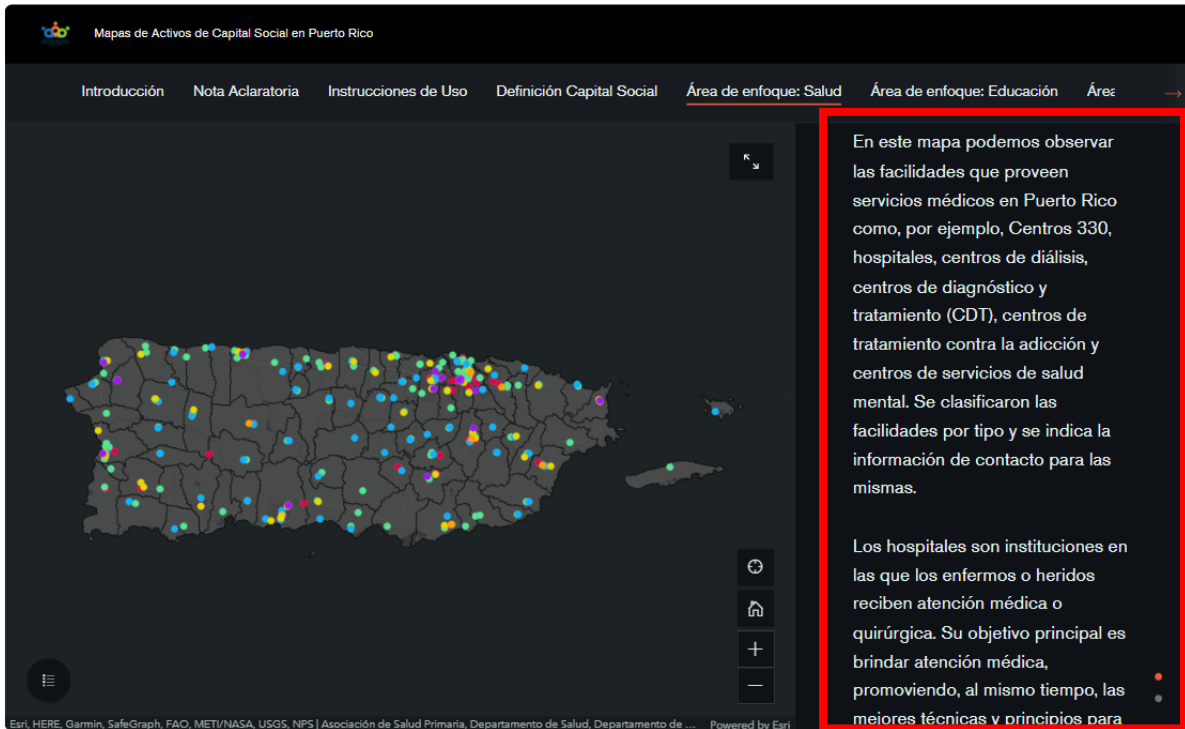 Mapas de Activos de Capital Social en Puerto Rico
Introducción Nota Aclaratoria Instrucciones de Uso Definición Capital Social Área de enfoque: Salud Área de enfoque: Educación Área
En este mapa podemos observar
las facilidades que proveen
servicios médicos en Puerto Rico
como, por ejemplo, Centros 330,
hospitales, centros de diálisis,
centros de diagnóstico y
tratamiento (CDT), centros de
tratamiento contra la adicción y
centros de servicios de salud
mental. Se clasificaron las
facilidades por tipo y se indica la
información de contacto para las
mismas.
Los hospitales son instituciones en
las que los enfermos o heridos
reciben atención médica o
quirúrgica. Su objetivo principal es
brindar atención médica,
promoviendo, al mismo tiempo, las
mejores técnicas y principios para
Esri, HERE, Garmin, SafeGraph, FAO, METI/NASA, USGS, NPS | Asociación de Salud Primaria, Departamento de Salud, Departamento de ... Powered by Esri